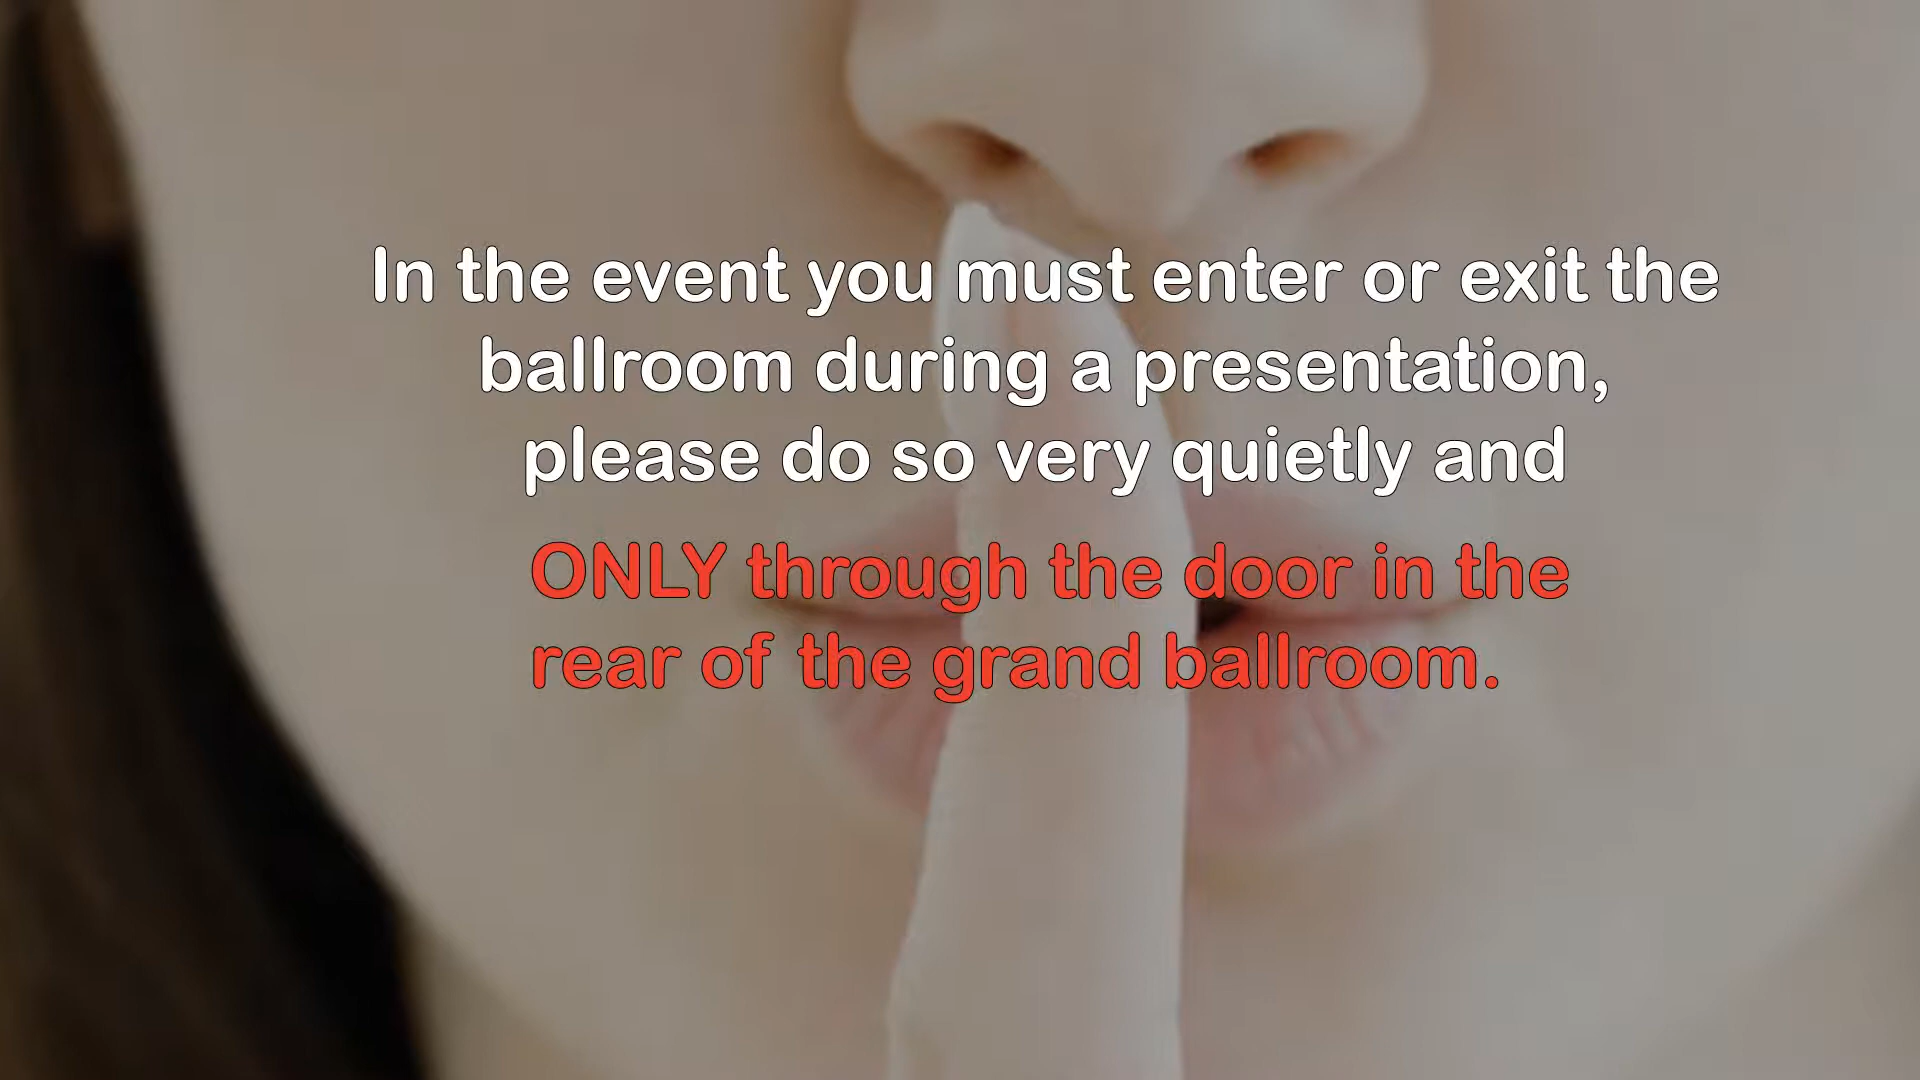 In the event you must enter or exit the
ballroom during a presentation,
please do so very quietly and
ONLY through the door in the
rear of the grand ballroom.